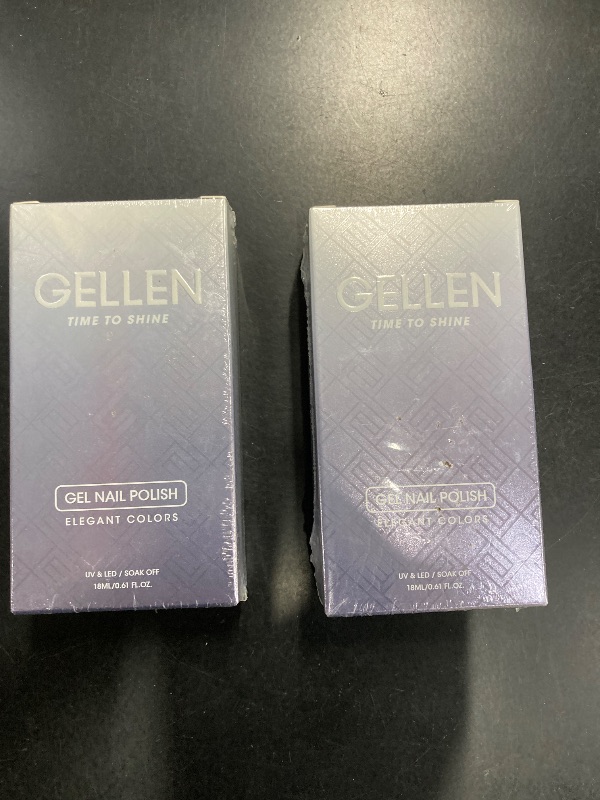 GELLEN
TIME TO SHINE
GEL NAIL POLISH
ELEGANT COLORS
UV & LED / SOAK OFF
18ML/0.61 FL.OZ.
GELLEN
TIME TO SHINE
GEL NAIL POLISH
ELEGANT COLORS
UV & LED / SOAK OFF
18ML/0.61 FL.OZ.